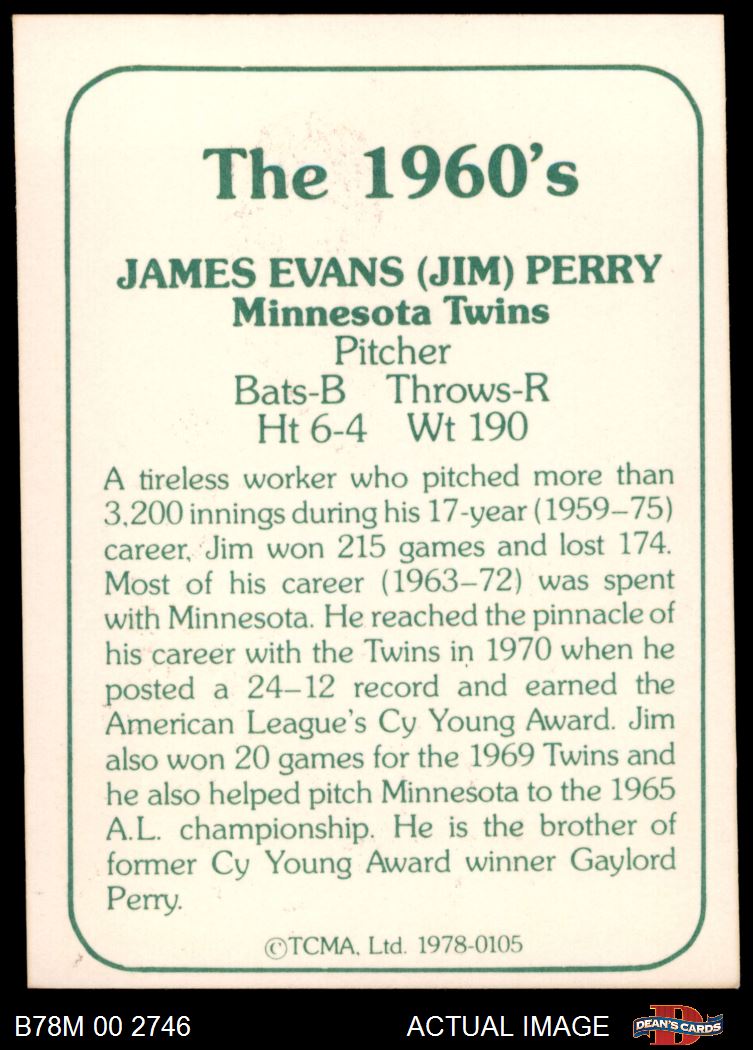 The 1960's
JAMES EVANS (JIM) PERRY
Minnesota Twins
Pitcher
Bats-B Throws-R
Ht 6-4 Wt 190
A tireless worker who pitched more than
3,200 innings during his 17-year (1959–75)
career, Jim won 215 games and lost 174.
Most of his career (1963–72) was spent
with Minnesota. He reached the pinnacle of
his career with the Twins in 1970 when he
posted a 24–12 record and earned the
American League's Cy Young Award. Jim
also won 20 games for the 1969 Twins and
he also helped pitch Minnesota to the 1965
A.L. championship. He is the brother of
former Cy Young Award winner Gaylord
Perry.
©TCMA, Ltd. 1978-0105
B78M 00 2746 ACTUAL IMAGE D DEAN'S CARDS